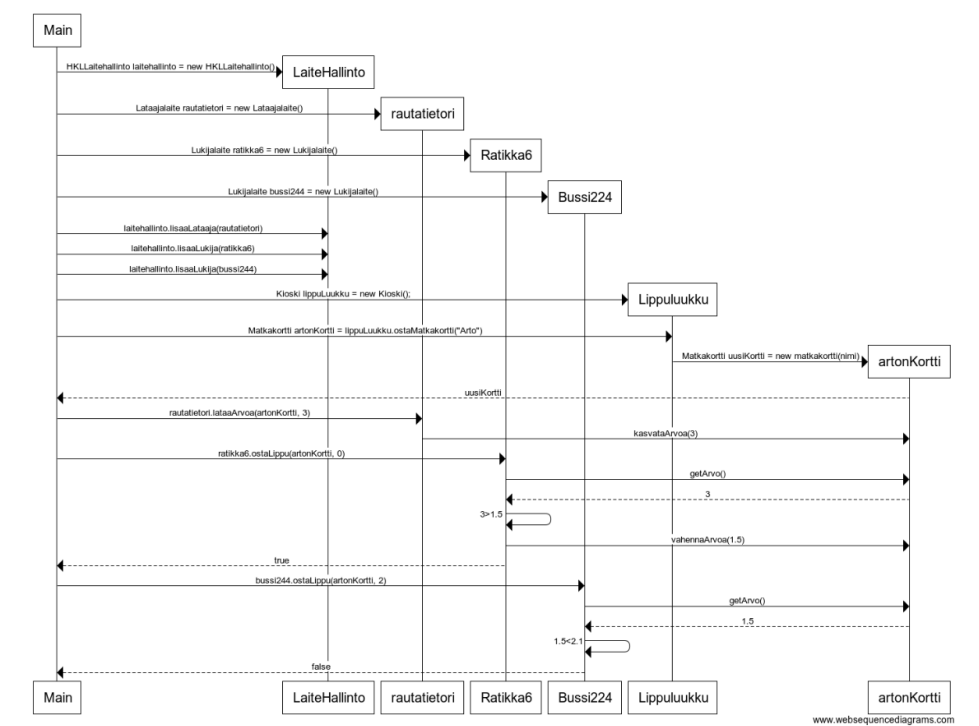 Main
HKLLaitehallinto laitehallinto = new HKLLaitehallinto()
LaiteHallinto
Lataajalaite rautatietori = new Lataajalaite()
rautatietori
Lukijalaite ratikka6 = new Lukijalaite()
Ratikka6
Lukijalaite bussi244 = new Lukijalaite()
Bussi224
laitehallinto.lisaaLataaja(rautatietori)
laitehallinto.lisaaLukija(ratikka6)
laitehallinto.lisaaLukija(bussi244)
Kioski lippuLuukku = new Kioski();
Lippuluukku
Matkakortti artonKortti = lippuLuukku.ostaMatkakortti("Arto")
Matkakortti uusiKortti = new matkakortti(nimi)
artonKortti
uusiKortti
rautatietori.lataaArvoa(artonKortti, 3)
kasvataArvoa(3)
ratikka6.ostaLippu(artonKortti, 0)
getArvo()
3
3>1.5
vahennaArvoa(1.5)
true
bussi244.ostaLippu(artonKortti, 2)
getArvo()
1.5
1.5<2.1
false
Main
LaiteHallinto
rautatietori
Ratikka6
Bussi224
Lippuluukku
artonKortti
www.websequencediagrams.com